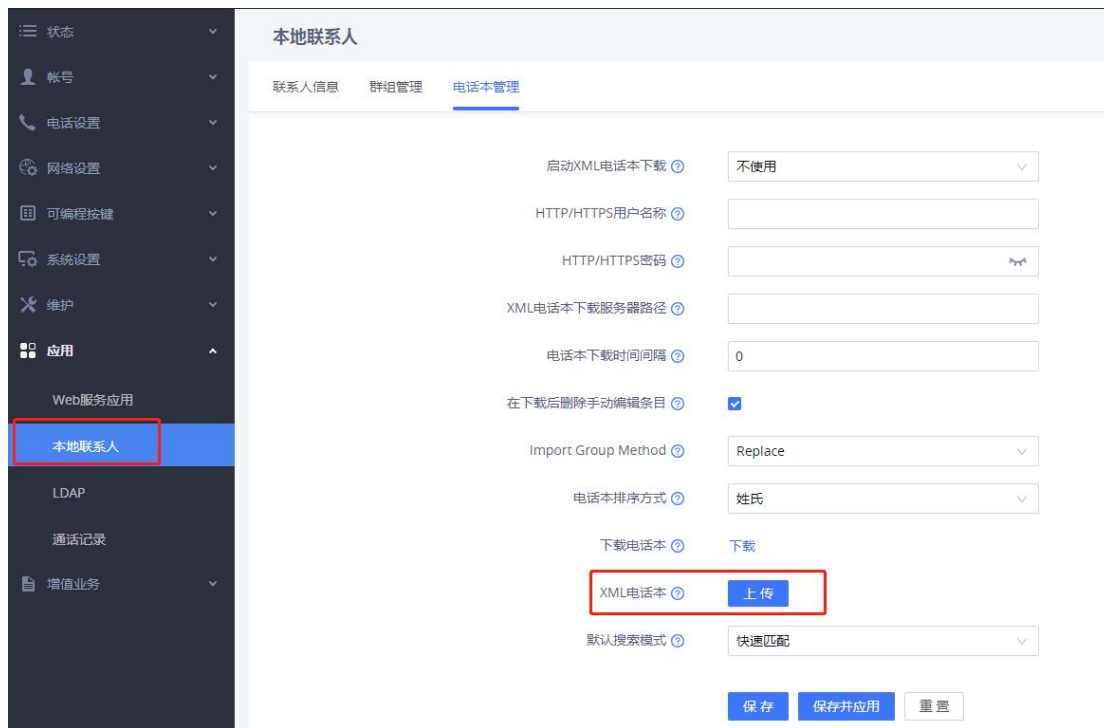 状态
帐号
电话设置
网络设置
可编程按键
系统设置
维护
应用
Web服务应用
本地联系人
LDAP
通话记录
增值业务
本地联系人
联系人信息 群组管理 电话本管理
启动XML电话本下载 不使用
HTTP/HTTPS用户名称
HTTP/HTTPS密码
XML电话本下载服务器路径
电话本下载时间间隔 0
在下载后删除手动编辑条目
Import Group Method Replace
电话本排序方式 姓氏
下载电话本 下载
XML电话本 上传
默认搜索模式 快速匹配
保存 保存并应用 重置